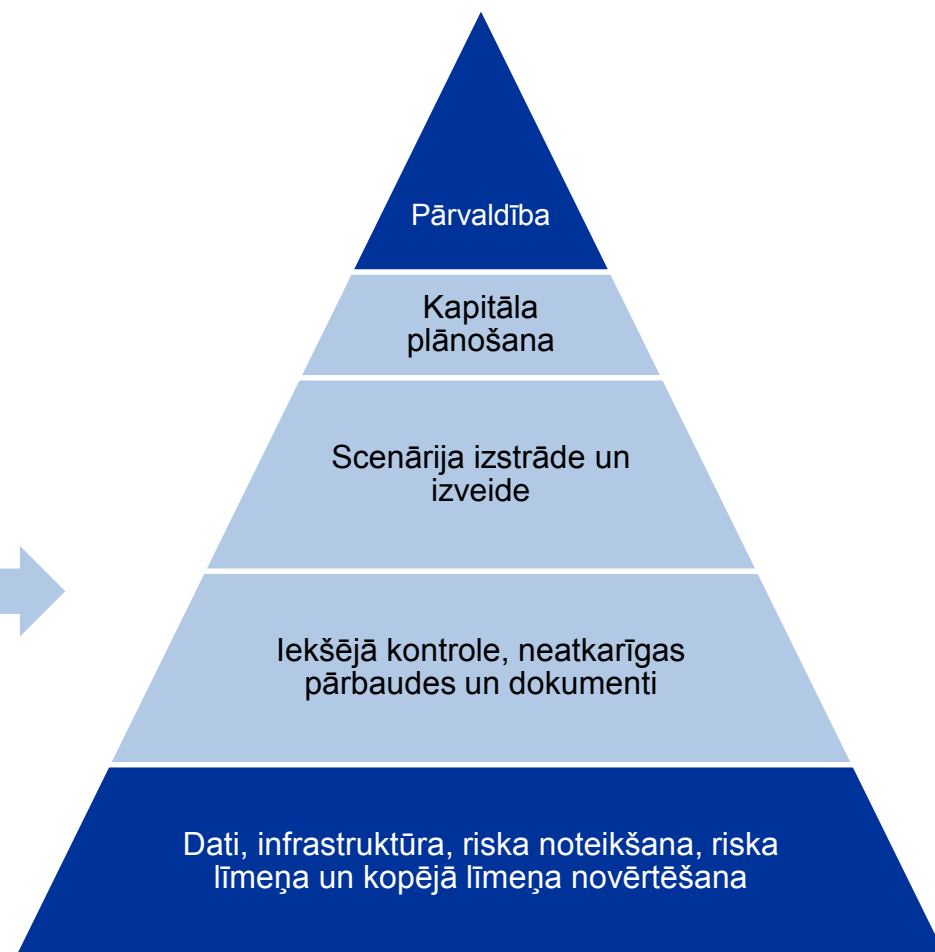 Pārvaldība
Kapitāla
plānošana
Scenārija izstrāde un
izveide
Iekšējā kontrole, neatkarīgas
pārbaudes un dokumenti
Dati, infrastruktūra, riska noteikšana, riska
līmeņa un kopējā līmeņa novērtēšana